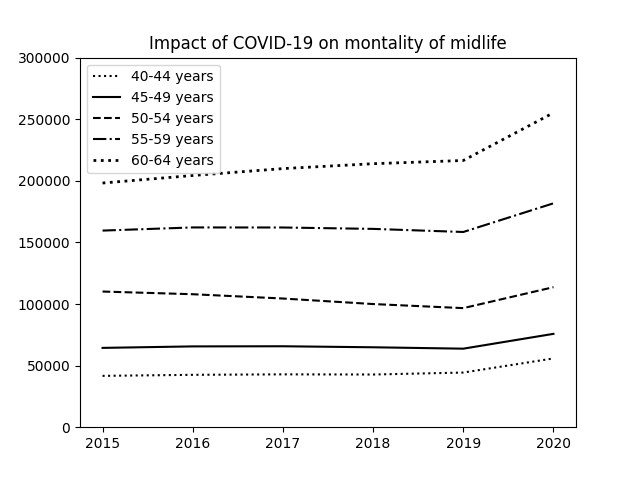 Impact of COVID-19 on montality of midlife
300000
250000
200000
150000
100000
50000
0
40-44 years
45-49 years
50-54 years
55-59 years
60-64 years
2015 2016 2017 2018 2019 2020